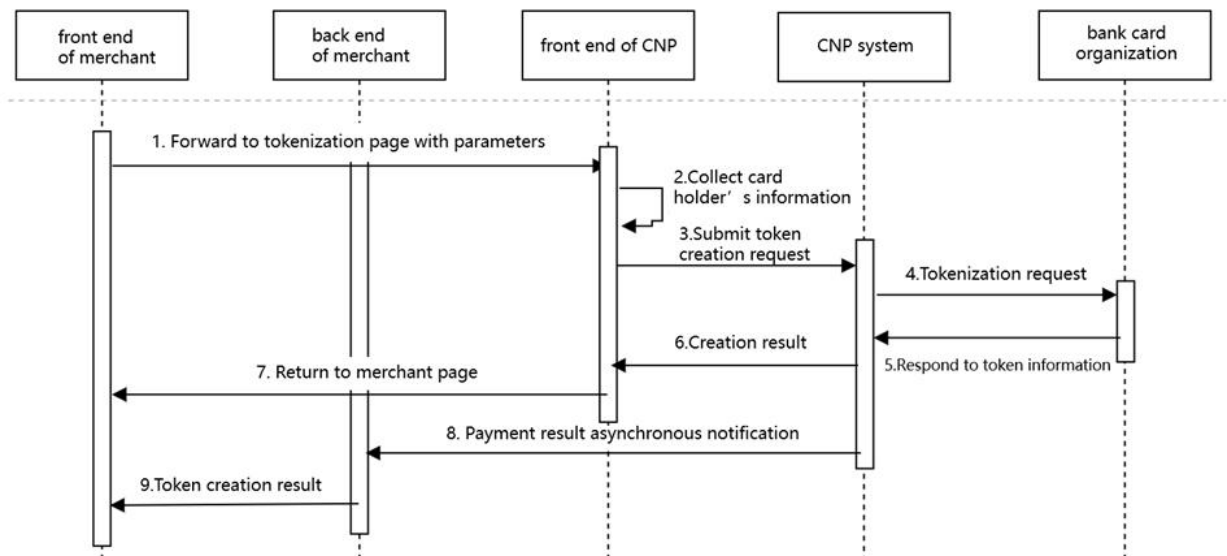 front end
of merchant
back end
of merchant
front end of CNP
CNP system
bank card
organization
1. Forward to tokenization page with parameters
2.Collect card
holder’s information
3.Submit token
creation request
4.Tokenization request
6.Creation result
5.Respond to token information
7. Return to merchant page
8. Payment result asynchronous notification
9.Token creation result